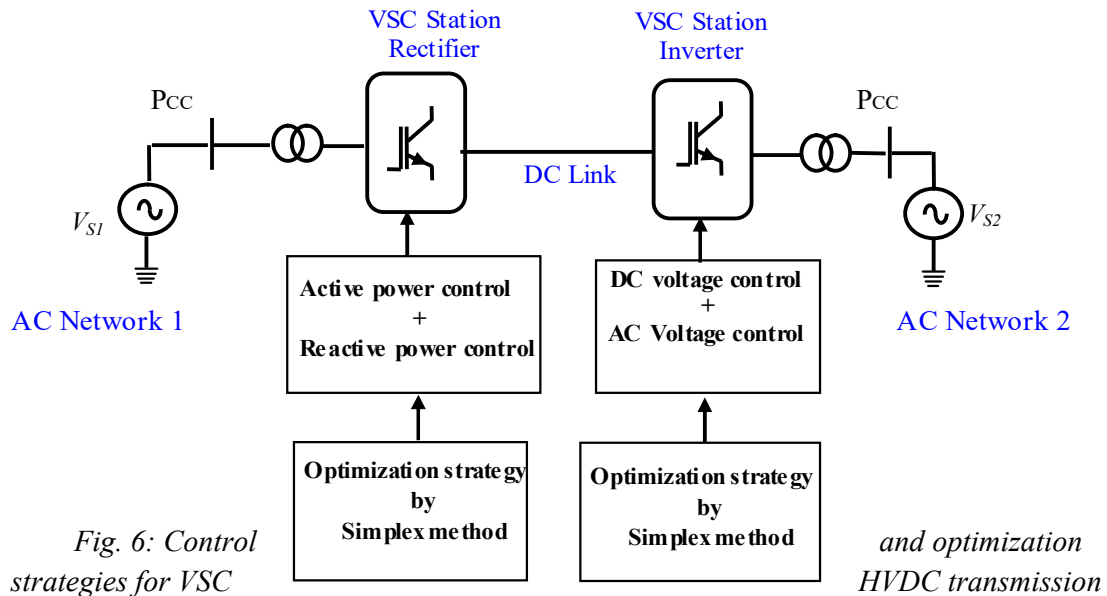 VSC Station
Rectifier
VSC Station
Inverter
PCC
PCC
DC Link
VS1
VS2
AC Network 1
AC Network 2
Active power control
+
Reactive power control
DC voltage control
+
AC Voltage control
Optimization strategy
by
Simplex method
Optimization strategy
by
Simplex method
Fig. 6: Control and optimization
strategies for VSC HVDC transmission